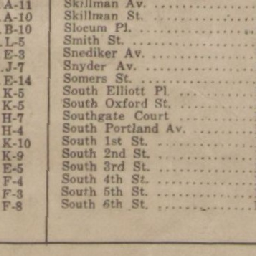 A-11 Skillman Av.
A-10 Skillman St.
B-10 Slocum Pl.
L-5 Smith St.
E-3 Snediker Av.
J-7 Snyder Av.
E-14 Somers St.
K-5 South Elliott Pl.
K-5 South Oxford St.
H-7 Southgate Court
H-4 South Portland Av.
K-10 South 1st St.
K-9 South 2nd St.
E-5 South 3rd St.
F-4 South 4th St.
F-3 South 5th St.
F-8 South 6th St.